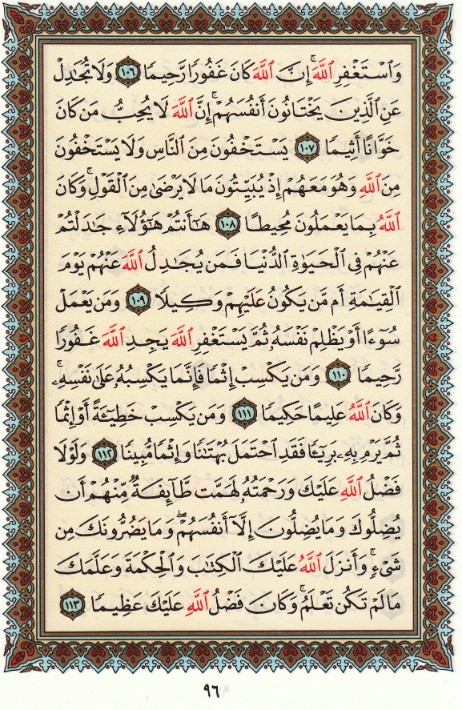 وَٱسْتَغْفِرِ ٱللَّهَ ۖ إِنَّ ٱللَّهَ كَانَ غَفُورًا رَّحِيمًا ١٠٦ وَلَا تُجَٰدِلْ
عَنِ ٱلَّذِينَ يَخْتَانُونَ أَنفُسَهُمْ ۚ إِنَّ ٱللَّهَ لَا يُحِبُّ مَن كَانَ
خَوَّانًا أَثِيمًا ١٠٧ يَسْتَخْفُونَ مِنَ ٱلنَّاسِ وَلَا يَسْتَخْفُونَ
مِنَ ٱللَّهِ وَهُوَ مَعَهُمْ إِذْ يُبَيِّتُونَ مَا لَا يَرْضَىٰ مِنَ ٱلْقَوْلِ ۚ وَكَانَ
ٱللَّهُ بِمَا يَعْمَلُونَ مُحِيطًا ١٠٨ هَٰٓأَنتُمْ هَٰٓؤُلَآءِ جَٰدَلْتُمْ
عَنْهُمْ فِى ٱلْحَيَوٰةِ ٱلدُّنْيَا فَمَن يُجَٰدِلُ ٱللَّهَ عَنْهُمْ يَوْمَ
ٱلْقِيَٰمَةِ أَم مَّن يَكُونُ عَلَيْهِمْ وَكِيلًا ١٠٩ وَمَن يَعْمَلْ
سُوٓءًا أَوْ يَظْلِمْ نَفْسَهُۥ ثُمَّ يَسْتَغْفِرِ ٱللَّهَ يَجِدِ ٱللَّهَ غَفُورًا
رَّحِيمًا ١١٠ وَمَن يَكْسِبْ إِثْمًا فَإِنَّمَا يَكْسِبُهُۥ عَلَىٰ نَفْسِهِۦ ۚ
وَكَانَ ٱللَّهُ عَلِيمًا حَكِيمًا ١١١ وَمَن يَكْسِبْ خَطِيٓـَٔةً أَوْ إِثْمًا
ثُمَّ يَرْمِ بِهِۦ بَرِيٓـًٔا فَقَدِ ٱحْتَمَلَ بُهْتَٰنًا وَإِثْمًا مُّبِينًا ١١٢ وَلَوْلَا
فَضْلُ ٱللَّهِ عَلَيْكَ وَرَحْمَتُهُۥ لَهَمَّت طَّآئِفَةٌ مِّنْهُمْ أَن
يُضِلُّوكَ وَمَا يُضِلُّونَ إِلَّآ أَنفُسَهُمْ ۖ وَمَا يَضُرُّونَكَ مِن
شَىْءٍ ۚ وَأَنزَلَ ٱللَّهُ عَلَيْكَ ٱلْكِتَٰبَ وَٱلْحِكْمَةَ وَعَلَّمَكَ
مَا لَمْ تَكُن تَعْلَمُ ۚ وَكَانَ فَضْلُ ٱللَّهِ عَلَيْكَ عَظِيمًا ١١٣
٩٦